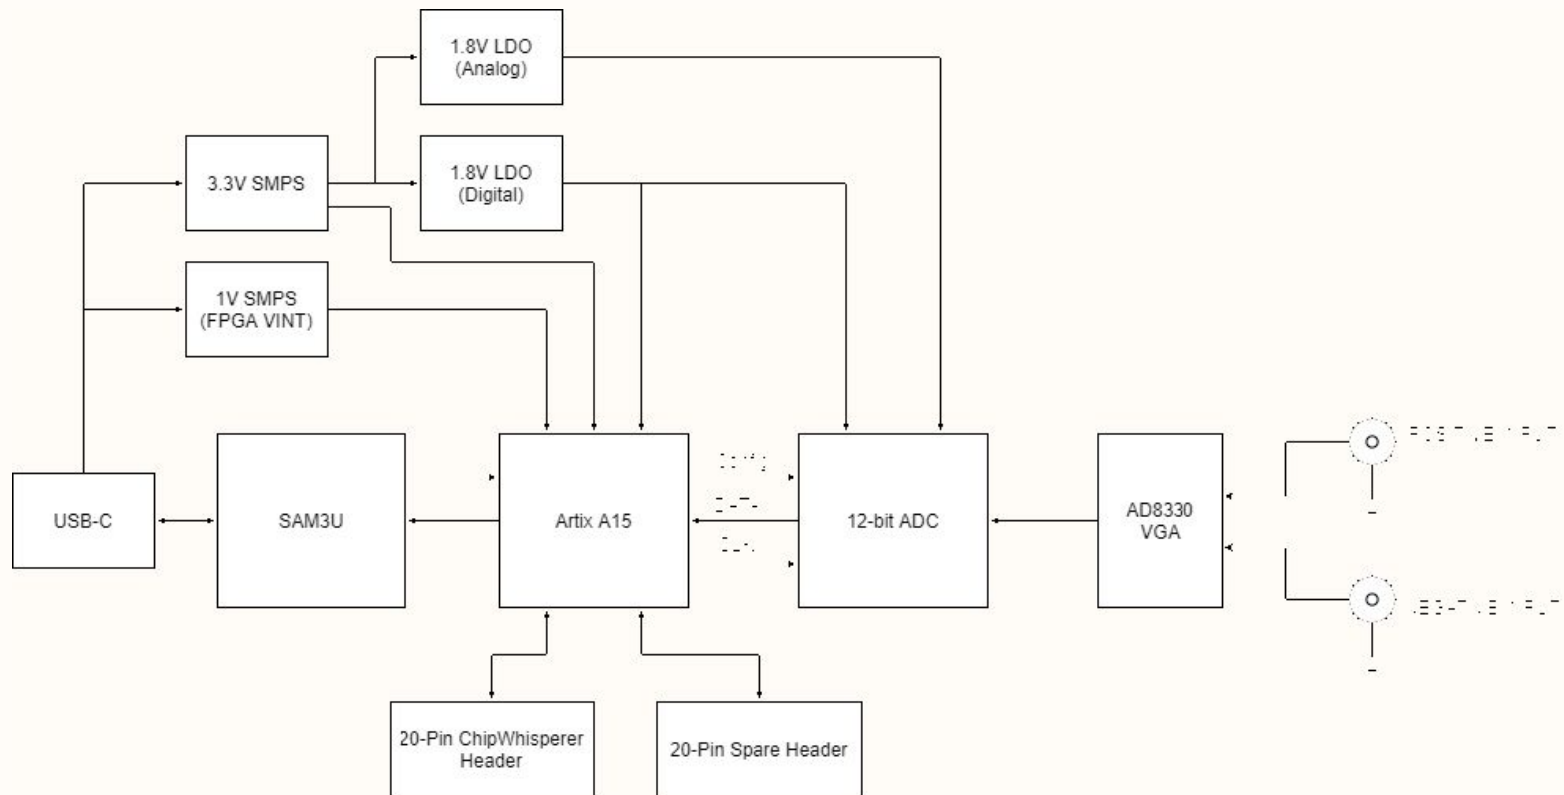 1.8V LDO
(Analog)
3.3V SMPS
1.8V LDO
(Digital)
1V SMPS
(FPGA VINT)
USB-C
SAM3U
Artix A15
12-bit ADC
AD8330
VGA
20-Pin ChipWhisperer
Header
20-Pin Spare Header